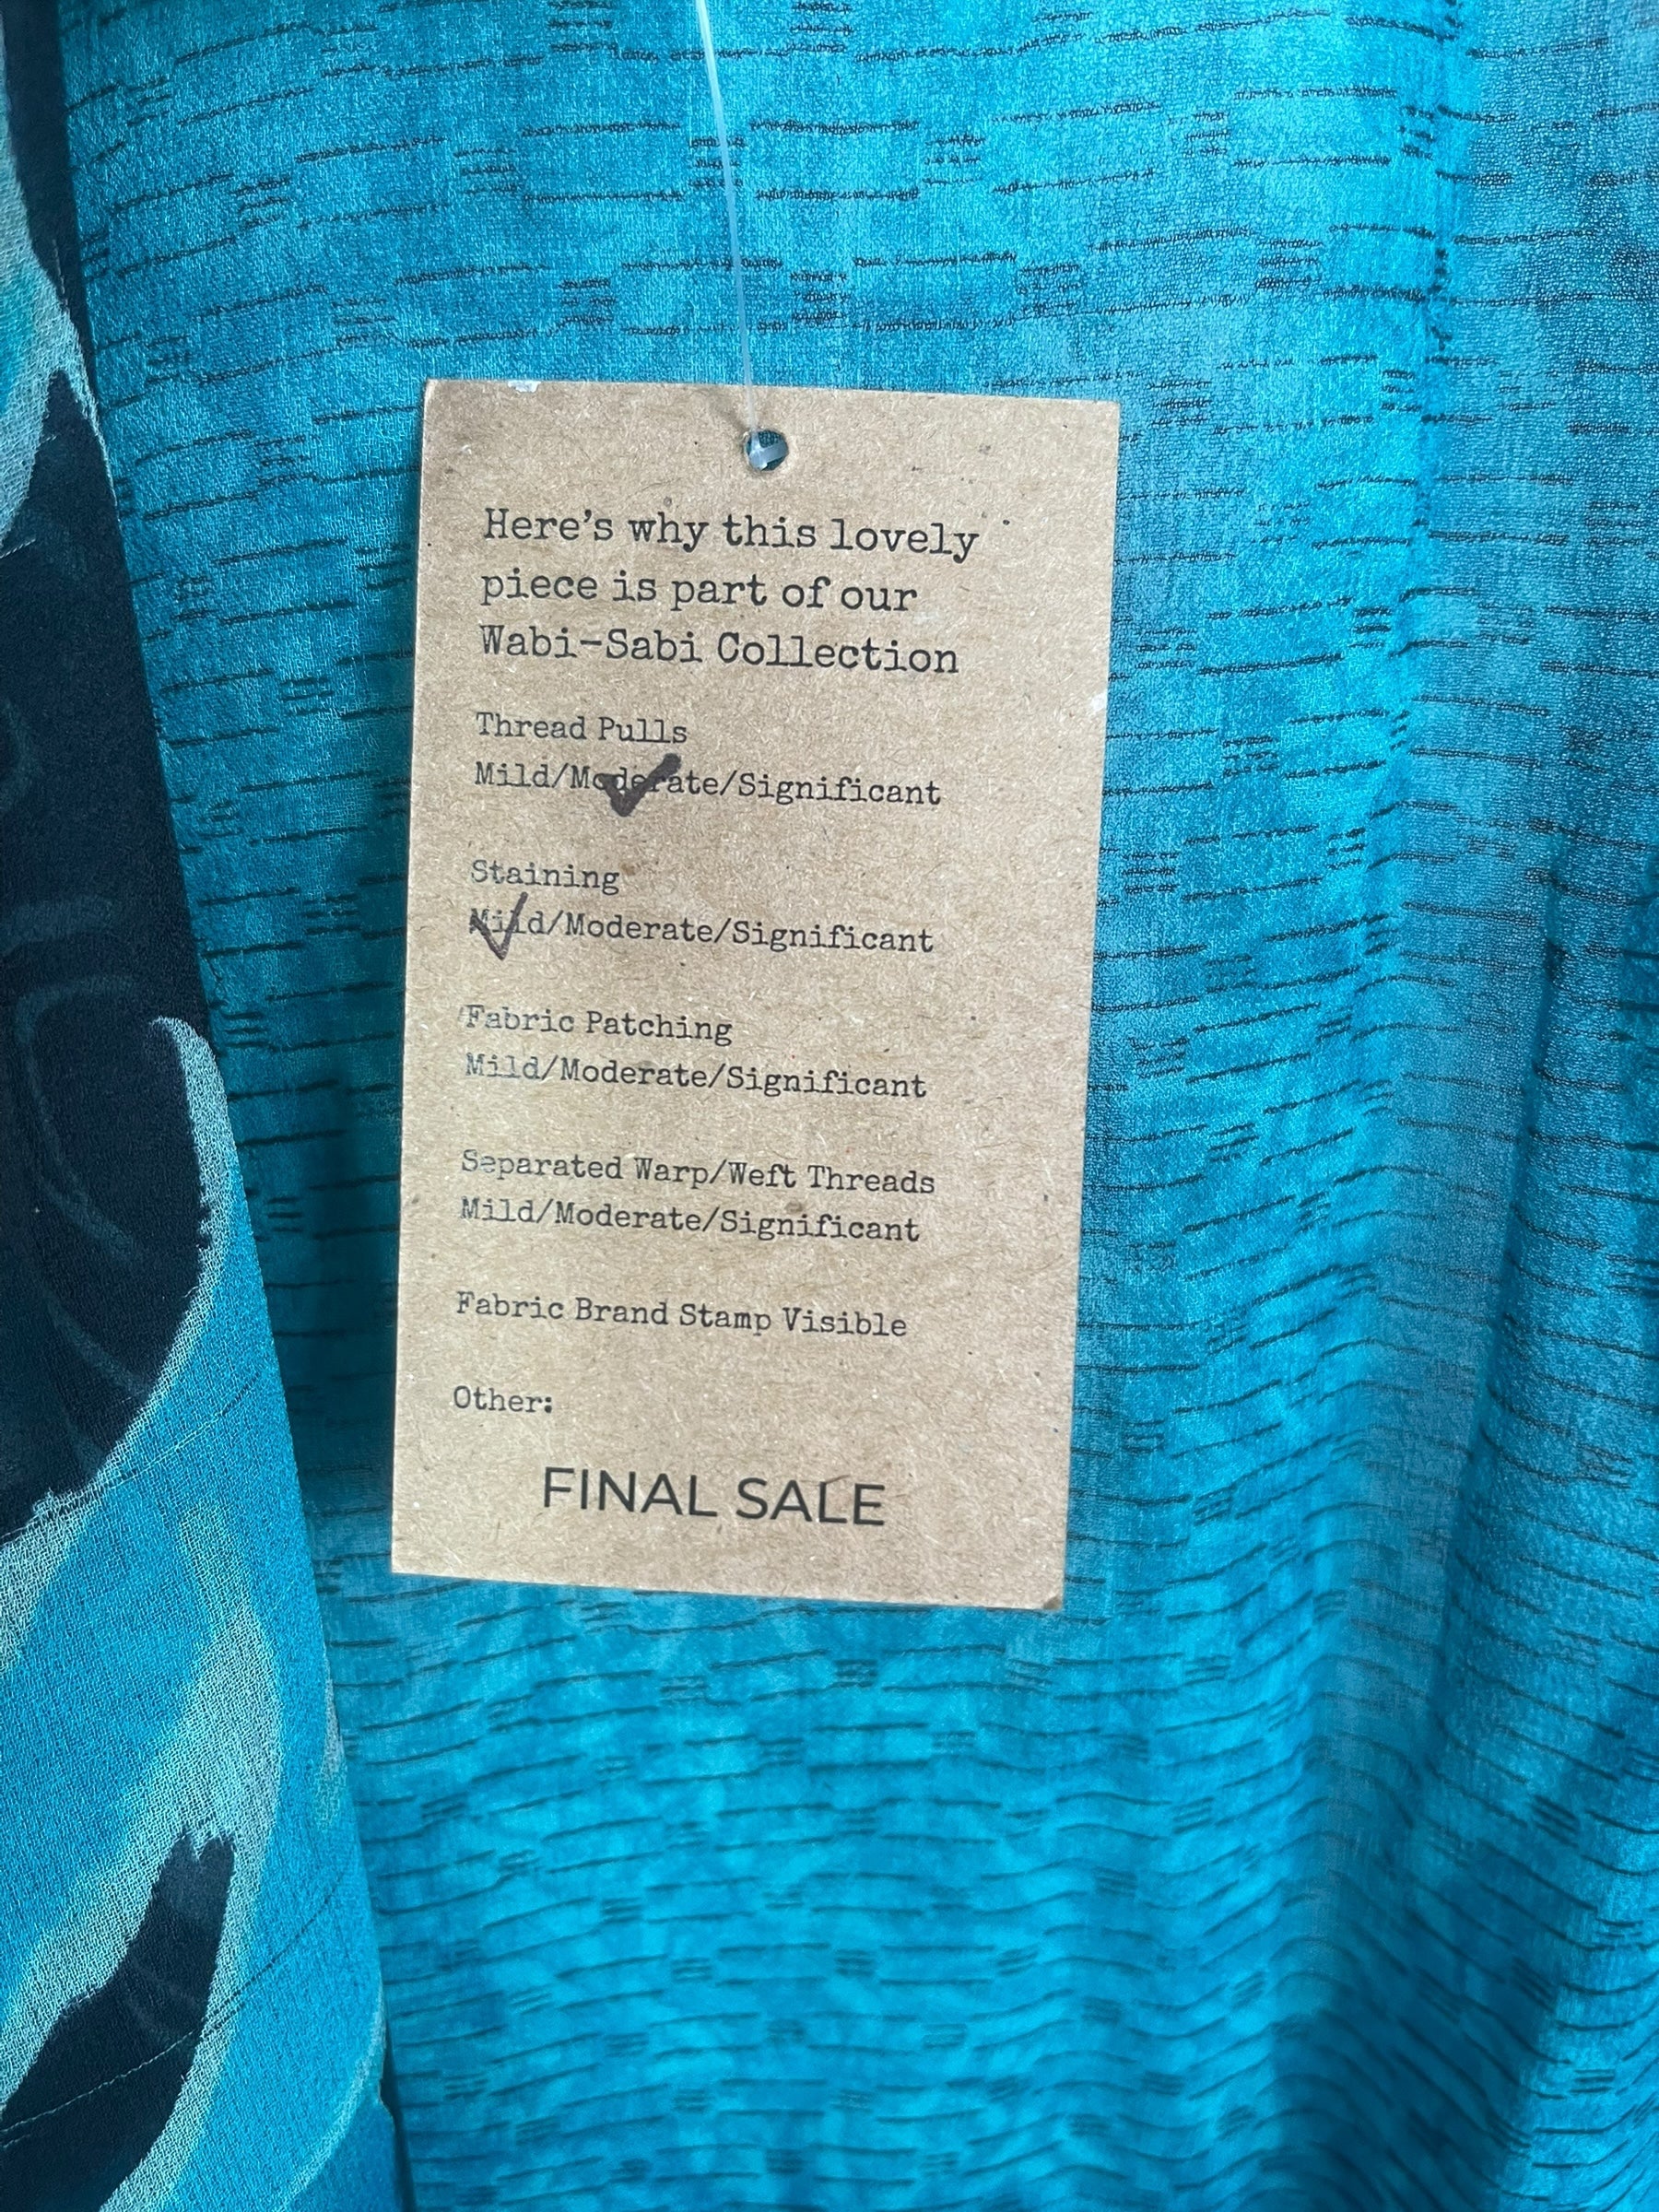 Here's why this lovely
piece is part of our
Wabi-Sabi Collection
Thread Pulls
Mild/Moderate/Significant
Staining
Mild/Moderate/Significant
Fabric Patching
Mild/Moderate/Significant
Separated Warp/Weft Threads
Mild/Moderate/Significant
Fabric Brand Stamp Visible
Other:
FINAL SALE